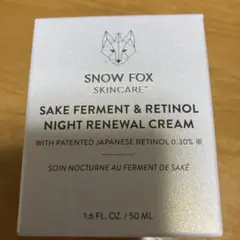 SNOW FOX
SKINCARE™
SAKE FERMENT & RETINOL
NIGHT RENEWAL CREAM
WITH PATENTED JAPANESE RETINOL 0.30% ※
SOIN NOCTURNE AU FERMENT DE SAKÉ
1.6 FL. OZ. / 50 ML